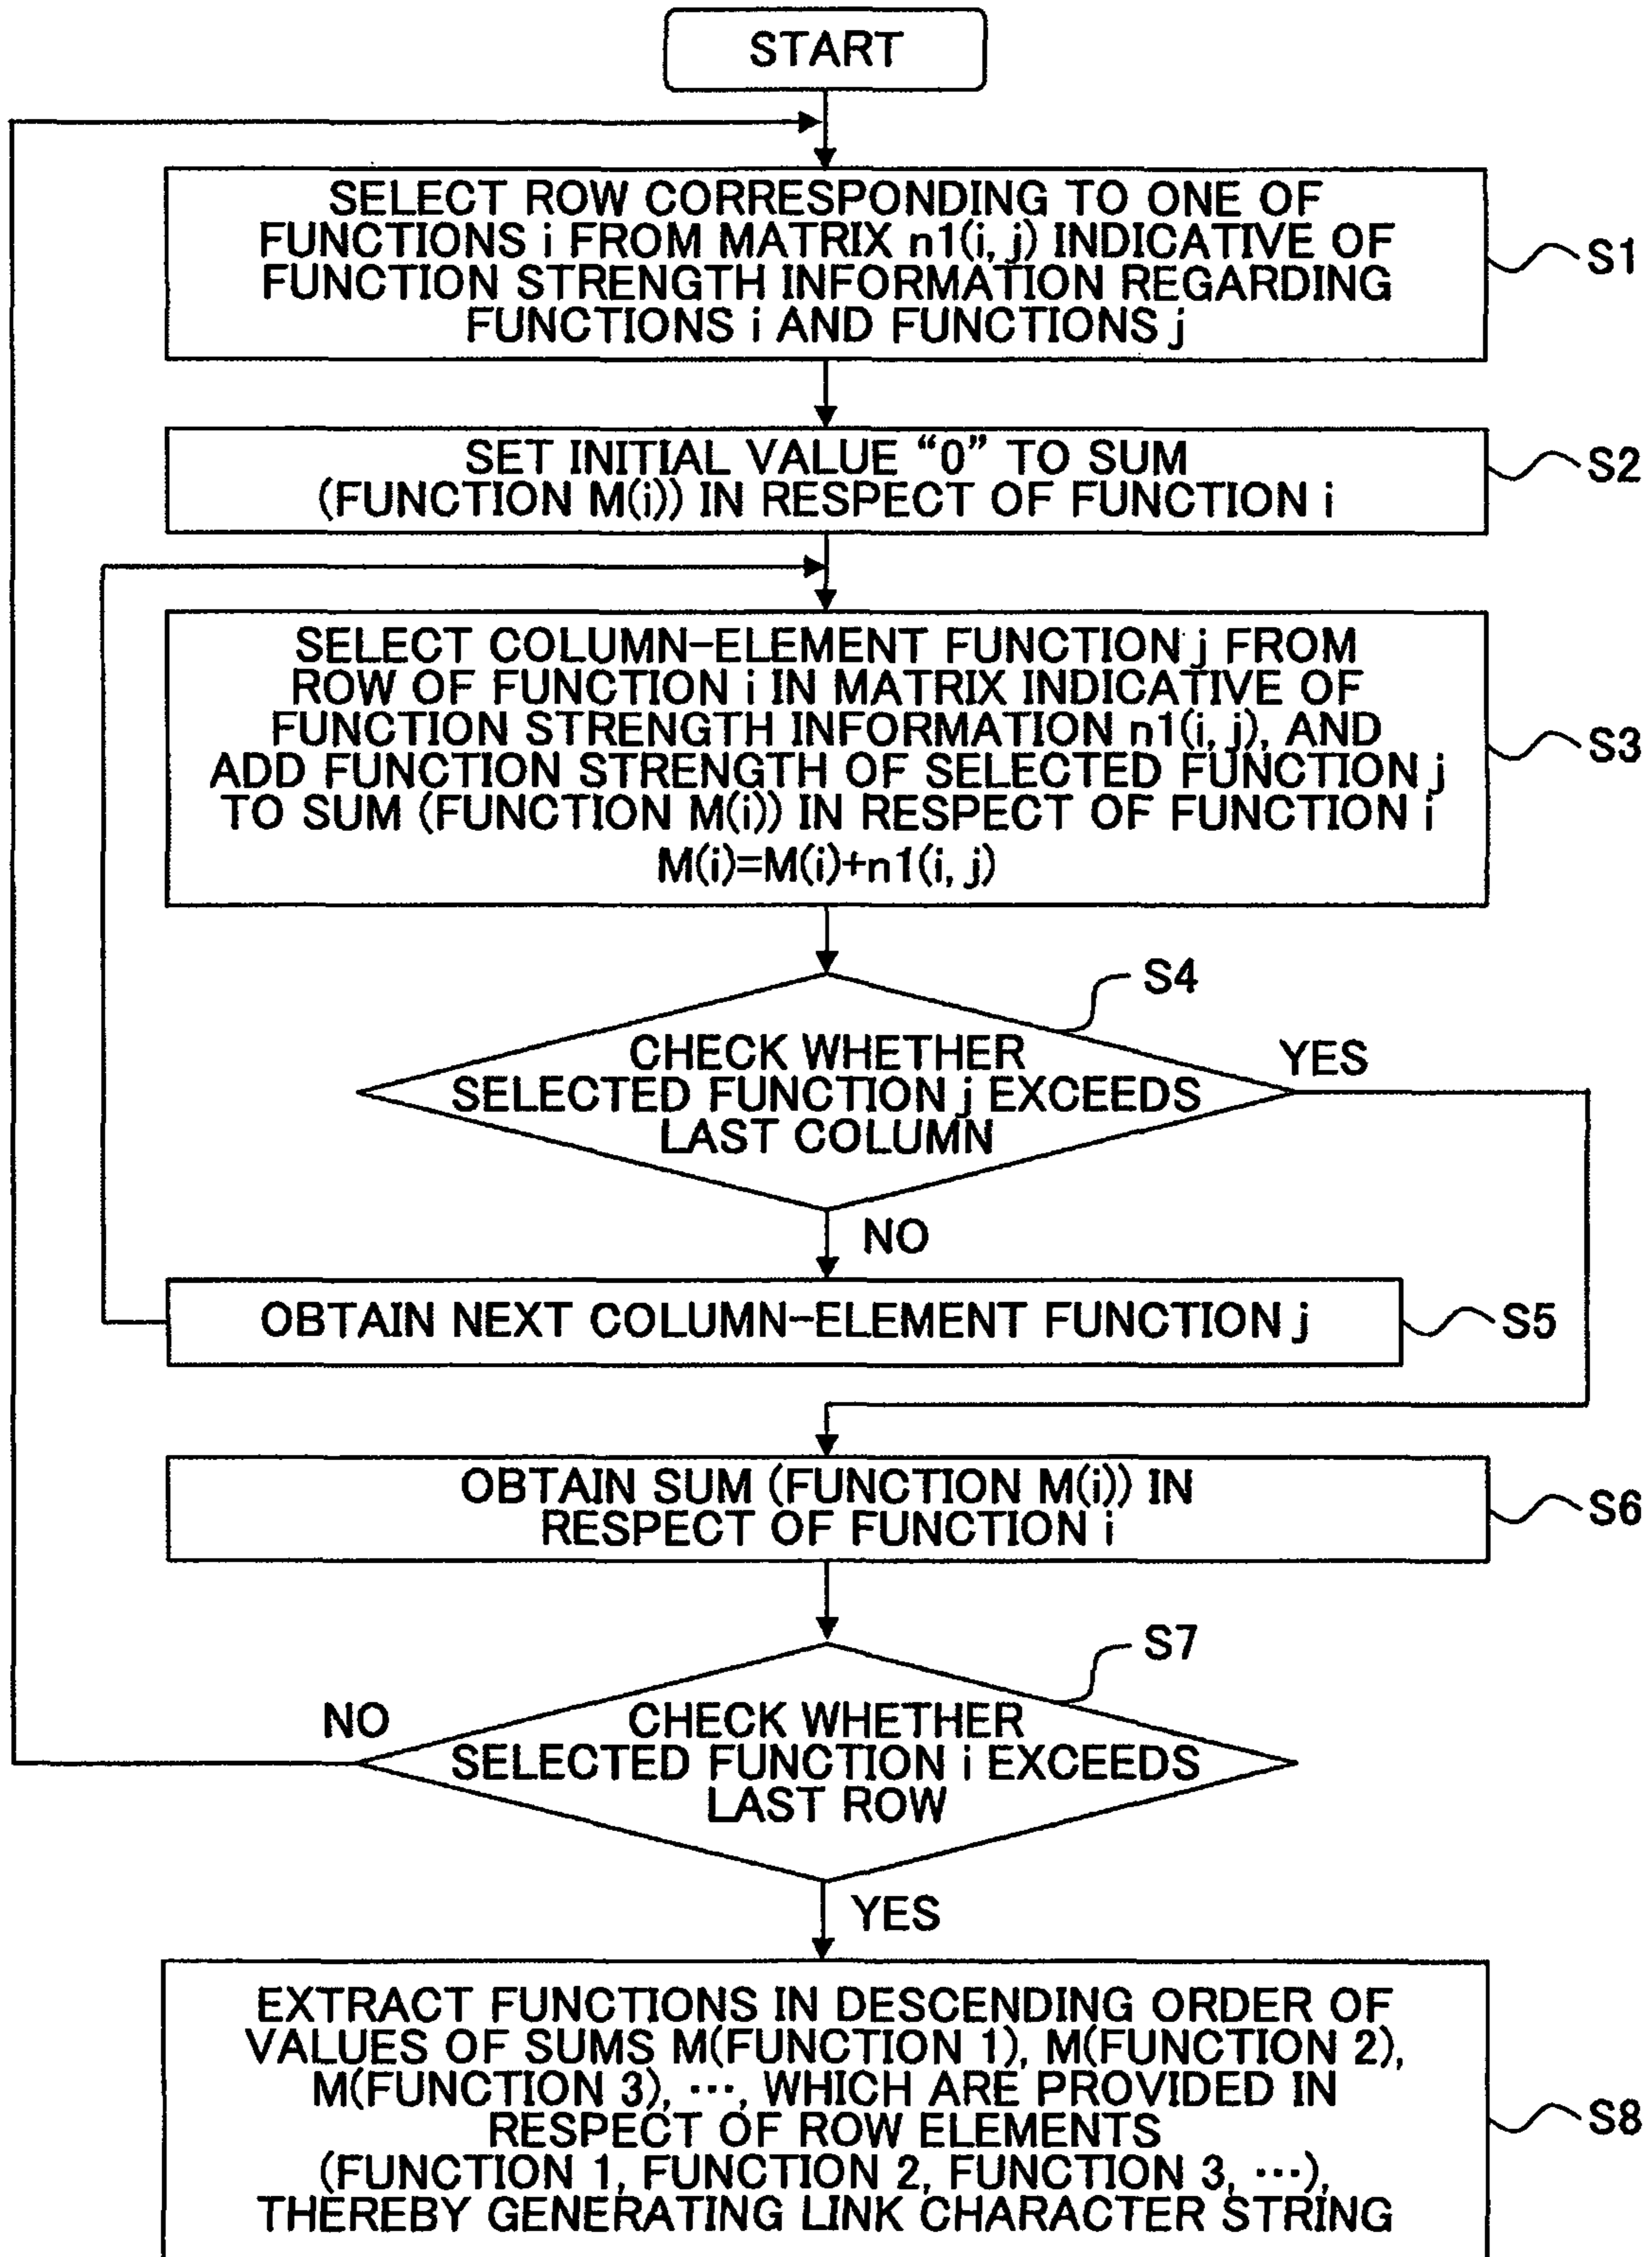 START
SELECT ROW CORRESPONDING TO ONE OF
FUNCTIONS i FROM MATRIX n1(i, j) INDICATIVE OF
FUNCTION STRENGTH INFORMATION REGARDING
FUNCTIONS i AND FUNCTIONS j
S1
SET INITIAL VALUE “0” TO SUM
(FUNCTION M(i)) IN RESPECT OF FUNCTION i
S2
SELECT COLUMN-ELEMENT FUNCTION j FROM
ROW OF FUNCTION i IN MATRIX INDICATIVE OF
FUNCTION STRENGTH INFORMATION n1(i, j), AND
ADD FUNCTION STRENGTH OF SELECTED FUNCTION j
TO SUM (FUNCTION M(i)) IN RESPECT OF FUNCTION i
M(i)=M(i)+n1(i, j)
S3
S4
CHECK WHETHER
SELECTED FUNCTION j EXCEEDS
LAST COLUMN
YES
NO
OBTAIN NEXT COLUMN-ELEMENT FUNCTION j
S5
OBTAIN SUM (FUNCTION M(i)) IN
RESPECT OF FUNCTION i
S6
S7
NO
CHECK WHETHER
SELECTED FUNCTION i EXCEEDS
LAST ROW
YES
EXTRACT FUNCTIONS IN DESCENDING ORDER OF
VALUES OF SUMS M(FUNCTION 1), M(FUNCTION 2),
M(FUNCTION 3), ···, WHICH ARE PROVIDED IN
RESPECT OF ROW ELEMENTS
(FUNCTION 1, FUNCTION 2, FUNCTION 3, ···),
THEREBY GENERATING LINK CHARACTER STRING
S8